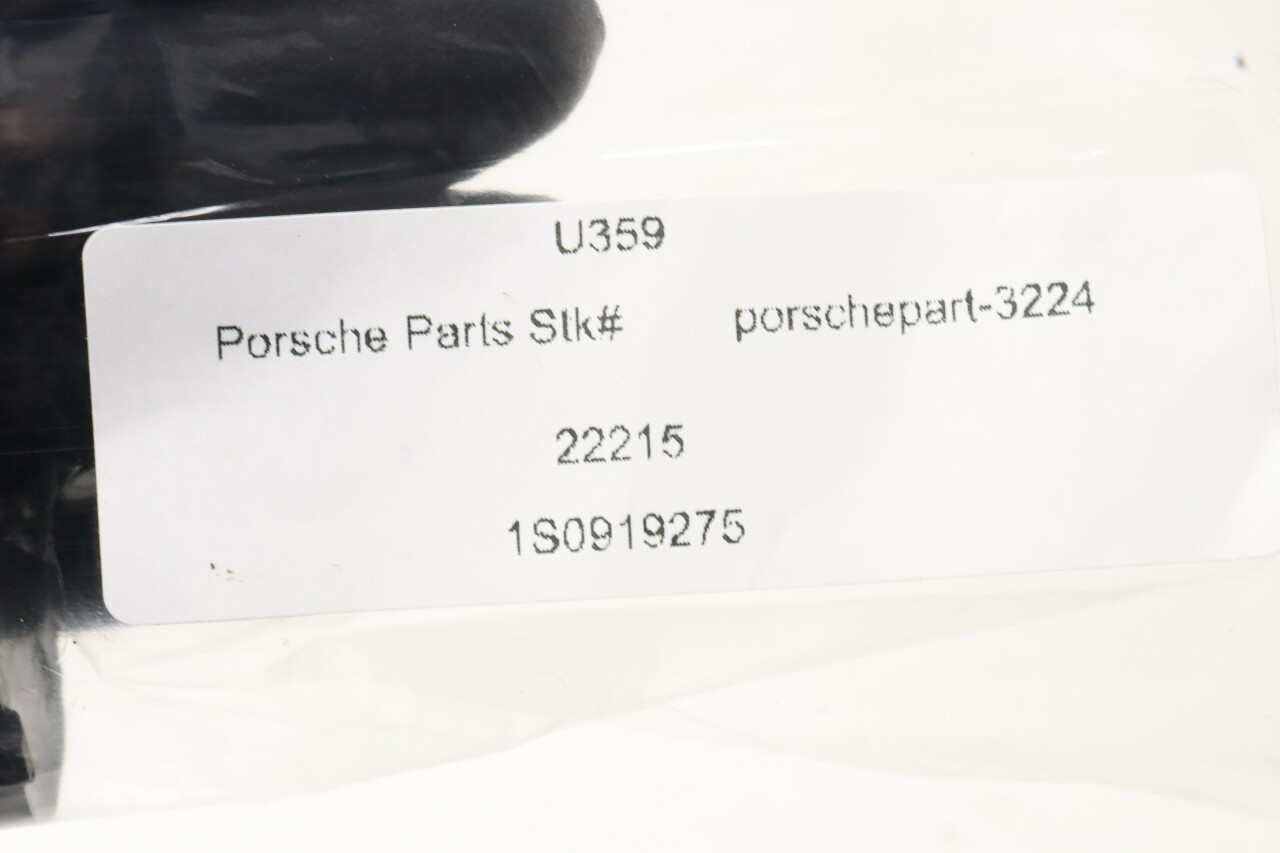 U359
Porsche Parts Stk# porschepart-3224
22215
1S0919275